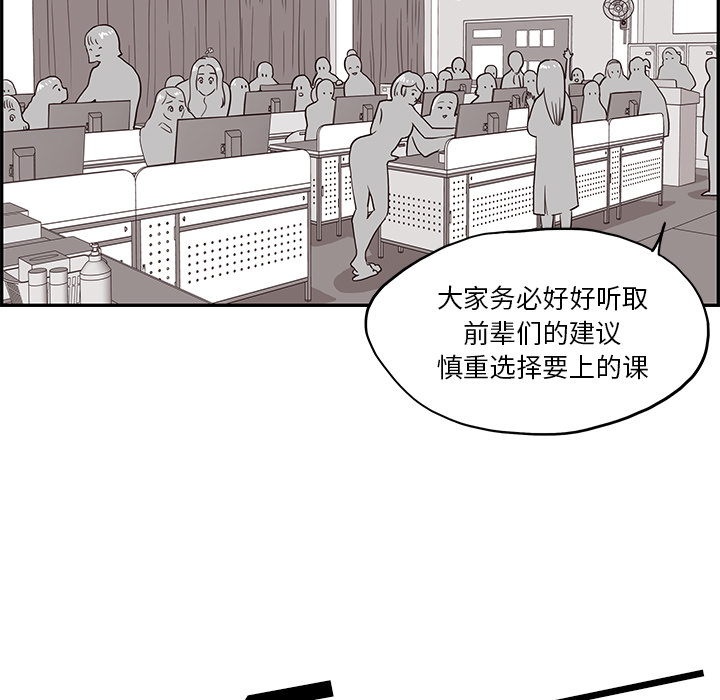 大家务必好好听取
前辈们的建议
慎重选择要上的课